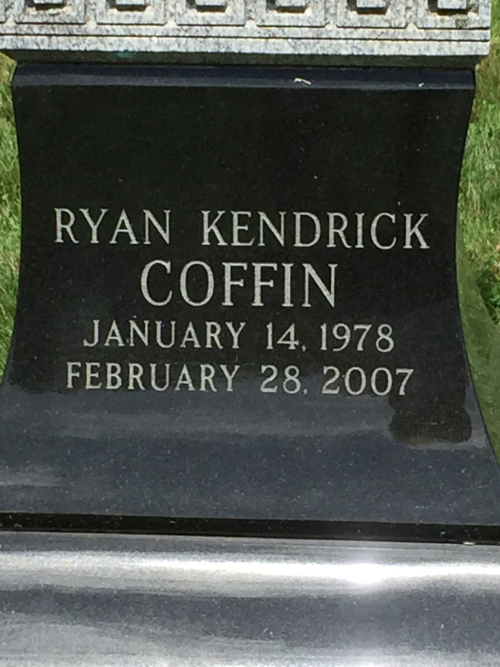 RYAN KENDRICK
COFFIN
JANUARY 14, 1978
FEBRUARY 28, 2007